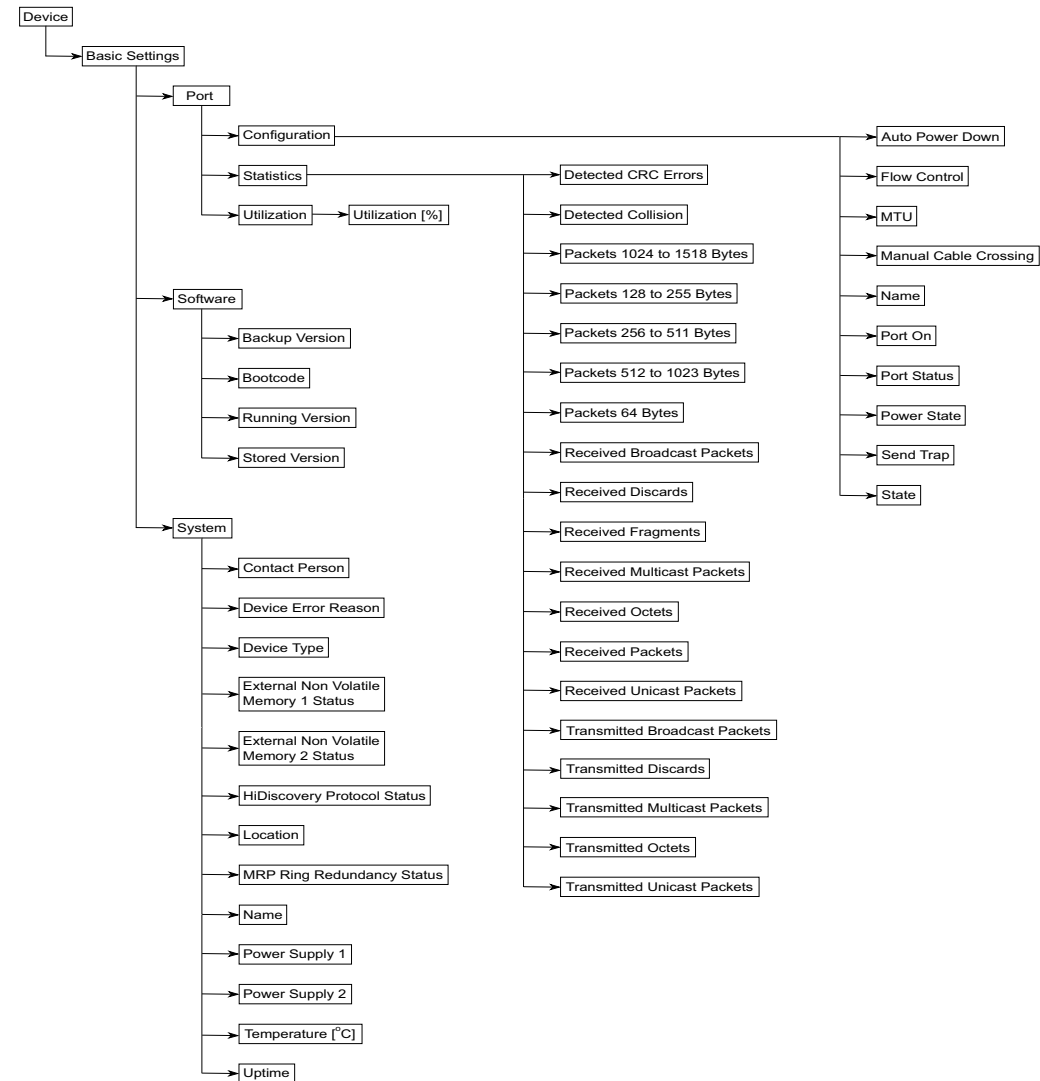 Device
Basic Settings
Port
Configuration
Statistics
Utilization
Utilization [%]
Detected CRC Errors
Detected Collision
Packets 1024 to 1518 Bytes
Packets 128 to 255 Bytes
Packets 256 to 511 Bytes
Packets 512 to 1023 Bytes
Packets 64 Bytes
Received Broadcast Packets
Received Discards
Received Fragments
Received Multicast Packets
Received Octets
Received Packets
Received Unicast Packets
Transmitted Broadcast Packets
Transmitted Discards
Transmitted Multicast Packets
Transmitted Octets
Transmitted Unicast Packets
Auto Power Down
Flow Control
MTU
Manual Cable Crossing
Name
Port On
Port Status
Power State
Send Trap
State
Software
Backup Version
Bootcode
Running Version
Stored Version
System
Contact Person
Device Error Reason
Device Type
External Non Volatile
Memory 1 Status
External Non Volatile
Memory 2 Status
HiDiscovery Protocol Status
Location
MRP Ring Redundancy Status
Name
Power Supply 1
Power Supply 2
Temperature [°C]
Uptime